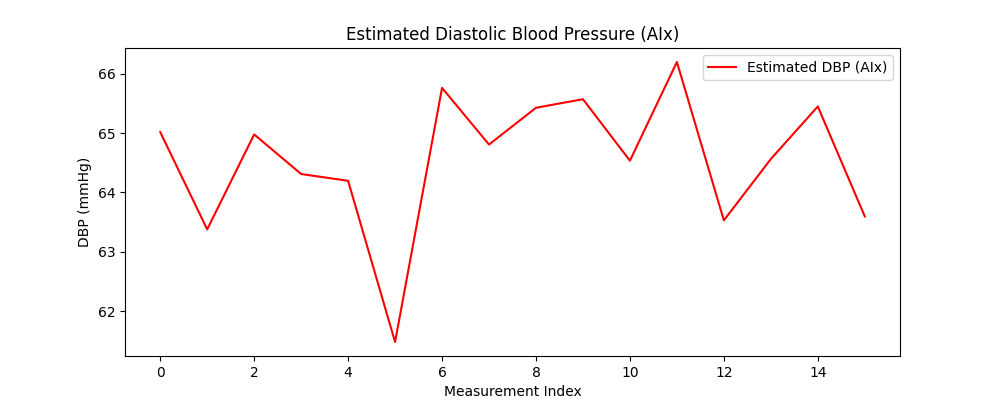 Estimated Diastolic Blood Pressure (AIx)
Estimated DBP (AIx)
DBP (mmHg)
66
65
64
63
62
0 2 4 6 8 10 12 14
Measurement Index